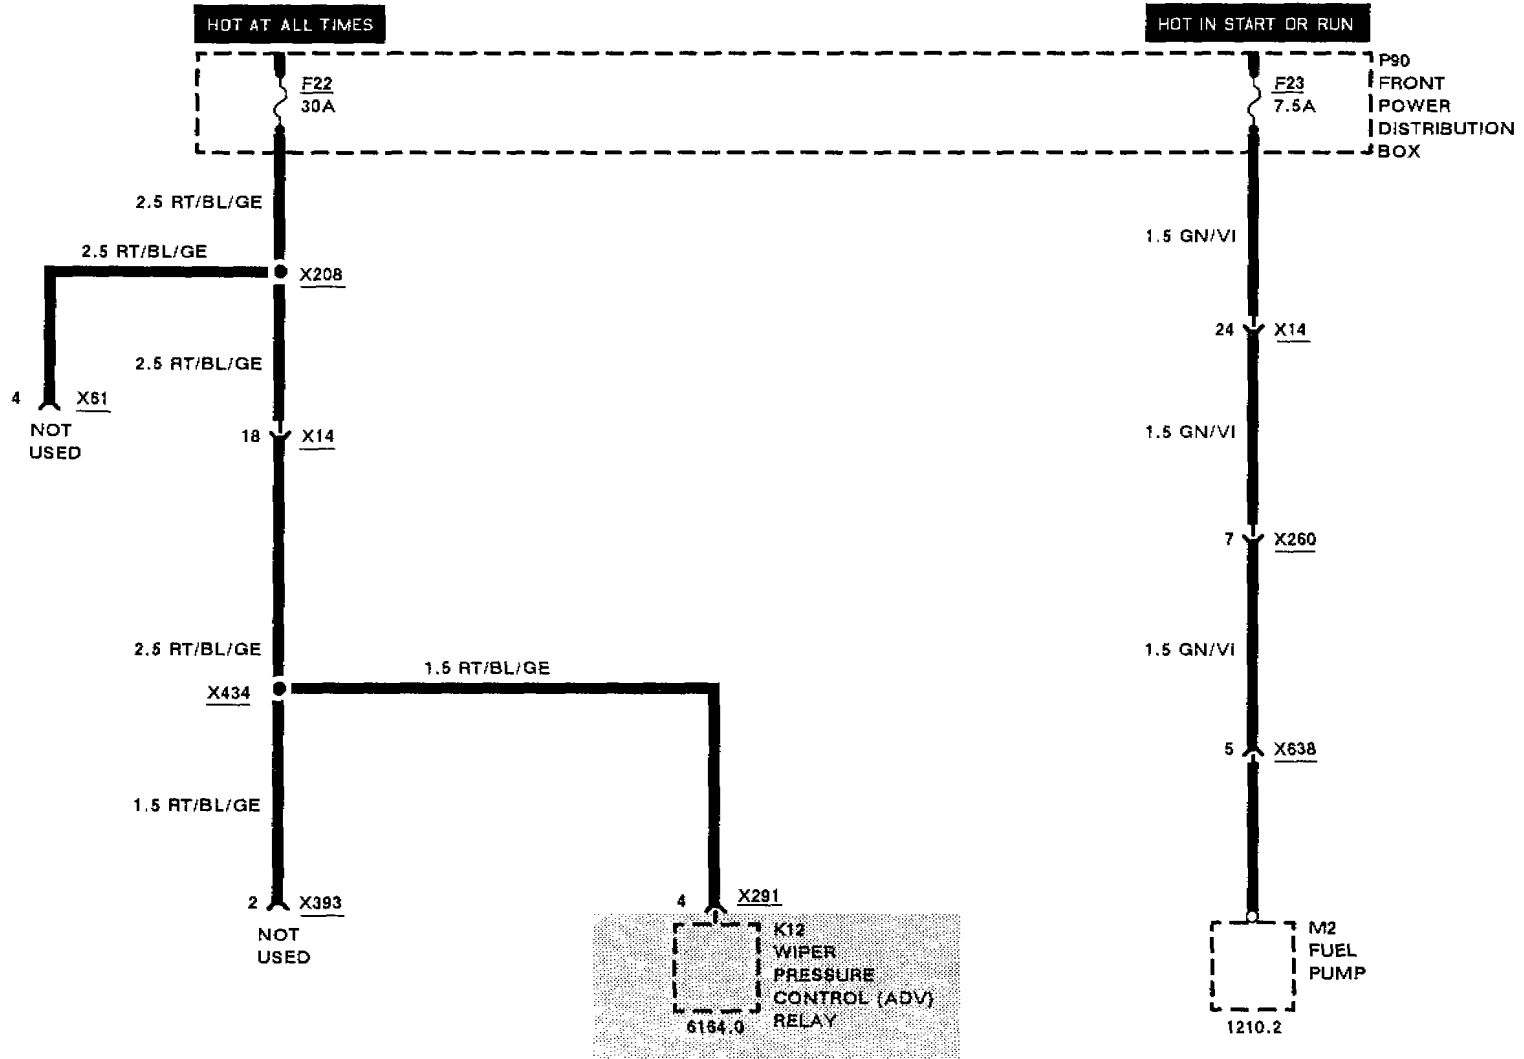 HOT AT ALL TIMES
HOT IN START OR RUN
F22
30A
F23
7.5A
P90
FRONT
POWER
DISTRIBUTION
BOX
2.5 RT/BL/GE
1.5 GN/VI
2.5 RT/BL/GE
X208
24 X14
2.5 RT/BL/GE
4 X61
NOT
USED
18 X14
1.5 GN/VI
7 X260
2.5 RT/BL/GE
1.5 GN/VI
X434
1.5 RT/BL/GE
5 X638
1.5 RT/BL/GE
2 X393
NOT
USED
4 X291
K12
WIPER
PRESSURE
CONTROL (ADV)
RELAY
6164.0
M2
FUEL
PUMP
1210.2